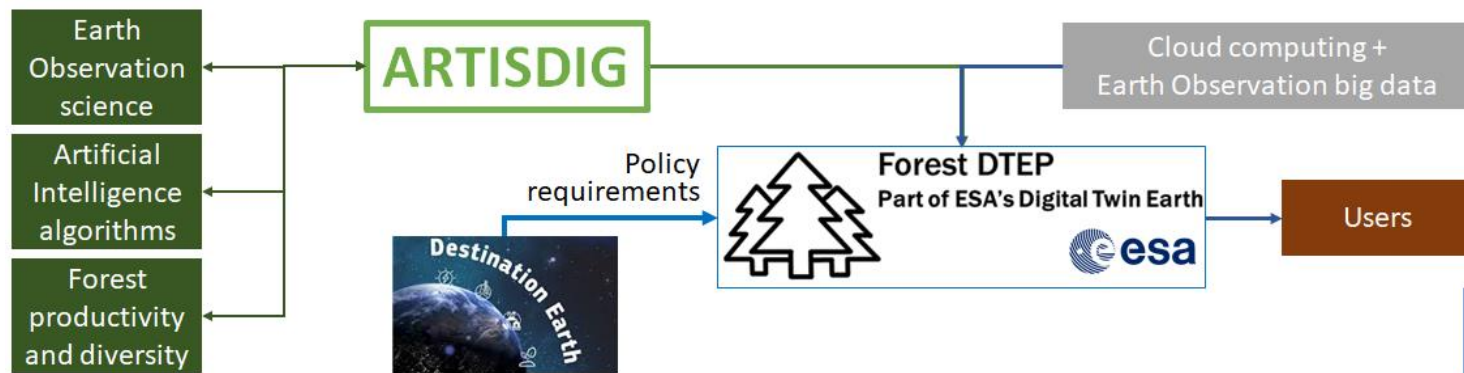 Earth
Observation
science
ARTISDIG
Cloud computing +
Earth Observation big data
Artificial
Intelligence
algorithms
Policy
requirements
Forest DTEP
Part of ESA's Digital Twin Earth
esa
Users
Forest
productivity
and diversity
Destination Earth